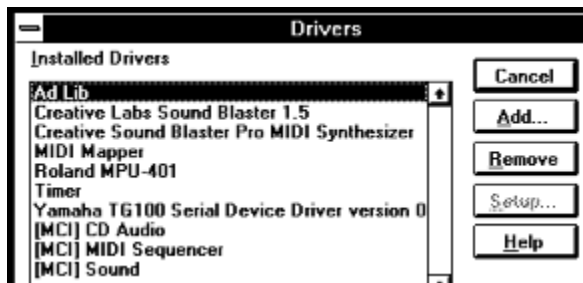 Drivers
Installed Drivers
Ad Lib
Creative Labs Sound Blaster 1.5
Creative Sound Blaster Pro MIDI Synthesizer
MIDI Mapper
Roland MPU-401
Timer
Yamaha TG100 Serial Device Driver version 0
[MCI] CD Audio
[MCI] MIDI Sequencer
[MCI] Sound
Cancel
Add...
Remove
Setup...
Help